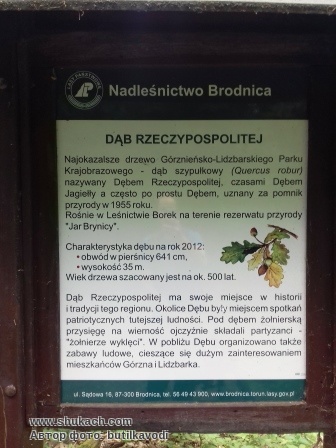 Nadleśnictwo Brodnica
DĄB RZECZYPOSPOLITEJ
Najokazalsze drzewo Górznieńsko-Lidzbarskiego Parku
Krajobrazowego - dąb szypułkowy (Quercus robur)
nazywany Dębem Rzeczypospolitej, czasami Dębem
Jagiełły a często po prostu Dębem, uznany za pomnik
przyrody w 1955 roku.
Rośnie w Leśnictwie Borek na terenie rezerwatu przyrody
"Jar Brynicy".
Charakterystyka dębu na rok 2012:
• obwód w pierśnicy 641 cm,
• wysokość 35 m.
Wiek drzewa szacowany jest na ok. 500 lat.
Dąb Rzeczypospolitej ma swoje miejsce w historii
i tradycji tego regionu. Okolice Dębu były miejscem spotkań
patriotycznych tutejszej ludności. Pod dębem żołnierską
przysięgę na wierność ojczyźnie składali partyzanci -
"żołnierze wyklęci". W pobliżu Dębu organizowano także
zabawy ludowe, cieszące się dużym zainteresowaniem
mieszkańców Górzna i Lidzbarka.
ul. Sądowa 16, 87-300 Brodnica, tel. 56 49 43 900, www.brodnica.torun.lasy.gov.pl
www.shukach.com
Автор фото: Butilkavodi